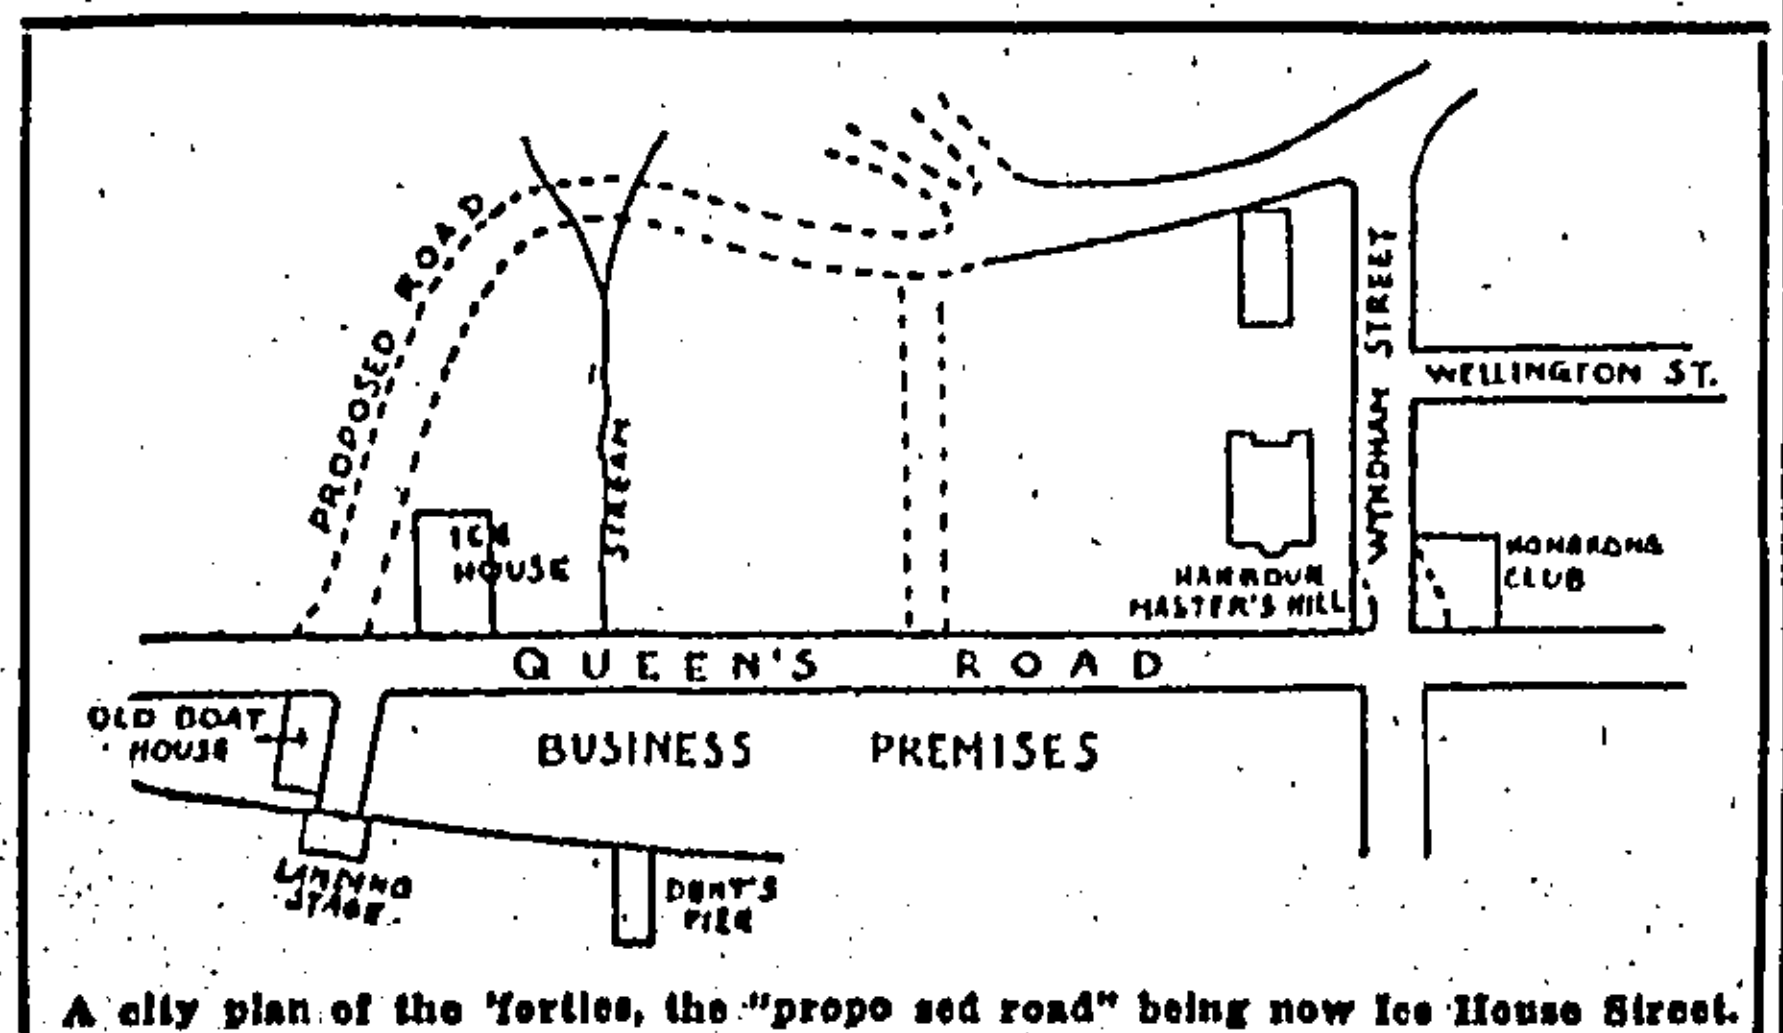 PROPOSED ROAD
ICE
HOUSE
STREAM
WYNDHAM STREET
WELLINGTON ST.
HARBOUR
MASTER'S HILL
HONGKONG
CLUB
QUEEN'S ROAD
OLD BOAT
HOUSE
BUSINESS PREMISES
LANDING
STAGE.
DENT'S
PIER
A city plan of the 'forties, the "propo sed road" being now Ice House Street.